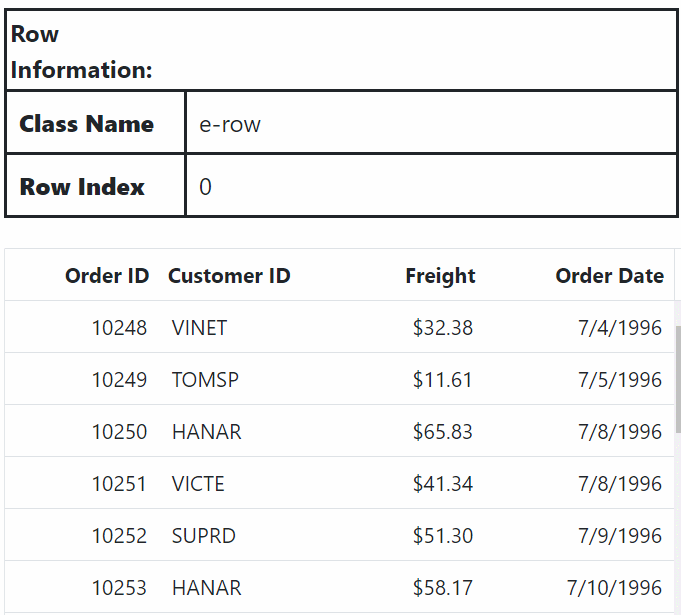 Row
Information:
Class Name e-row
Row Index 0
Order ID Customer ID Freight Order Date
10248 VINET $32.38 7/4/1996
10249 TOMSP $11.61 7/5/1996
10250 HANAR $65.83 7/8/1996
10251 VICTE $41.34 7/8/1996
10252 SUPRD $51.30 7/9/1996
10253 HANAR $58.17 7/10/1996